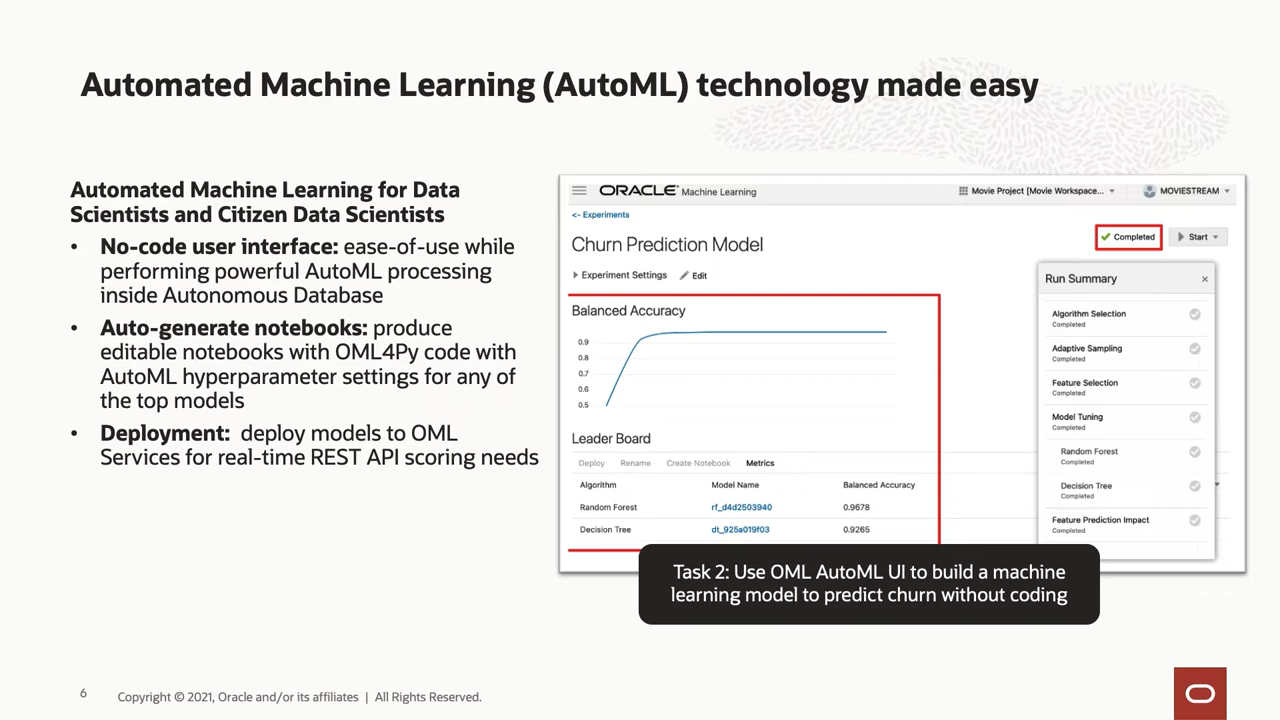 Automated Machine Learning (AutoML) technology made easy
Automated Machine Learning for Data
Scientists and Citizen Data Scientists
• No-code user interface: ease-of-use while
performing powerful AutoML processing
inside Autonomous Database
• Auto-generate notebooks: produce
editable notebooks with OML4Py code with
AutoML hyperparameter settings for any of
the top models
• Deployment: deploy models to OML
Services for real-time REST API scoring needs
ORACLE Machine Learning
Movie Project [Movie Workspace...
MOVIESTREAM
<- Experiments
Churn Prediction Model
Completed
Start
Experiment Settings
Edit
Balanced Accuracy
0.9
0.8
0.7
0.6
0.5
Leader Board
Deploy Rename Create Notebook Metrics
Algorithm Model Name Balanced Accuracy
Random Forest rf_d4d2503940 0.9678
Decision Tree dt_925a019f03 0.9265
Run Summary ×
Algorithm Selection
Completed
Adaptive Sampling
Completed
Feature Selection
Completed
Model Tuning
Completed
Random Forest
Completed
Decision Tree
Completed
Feature Prediction Impact
Completed
Task 2: Use OML AutoML UI to build a machine
learning model to predict churn without coding
6
Copyright © 2021, Oracle and/or its affiliates | All Rights Reserved.